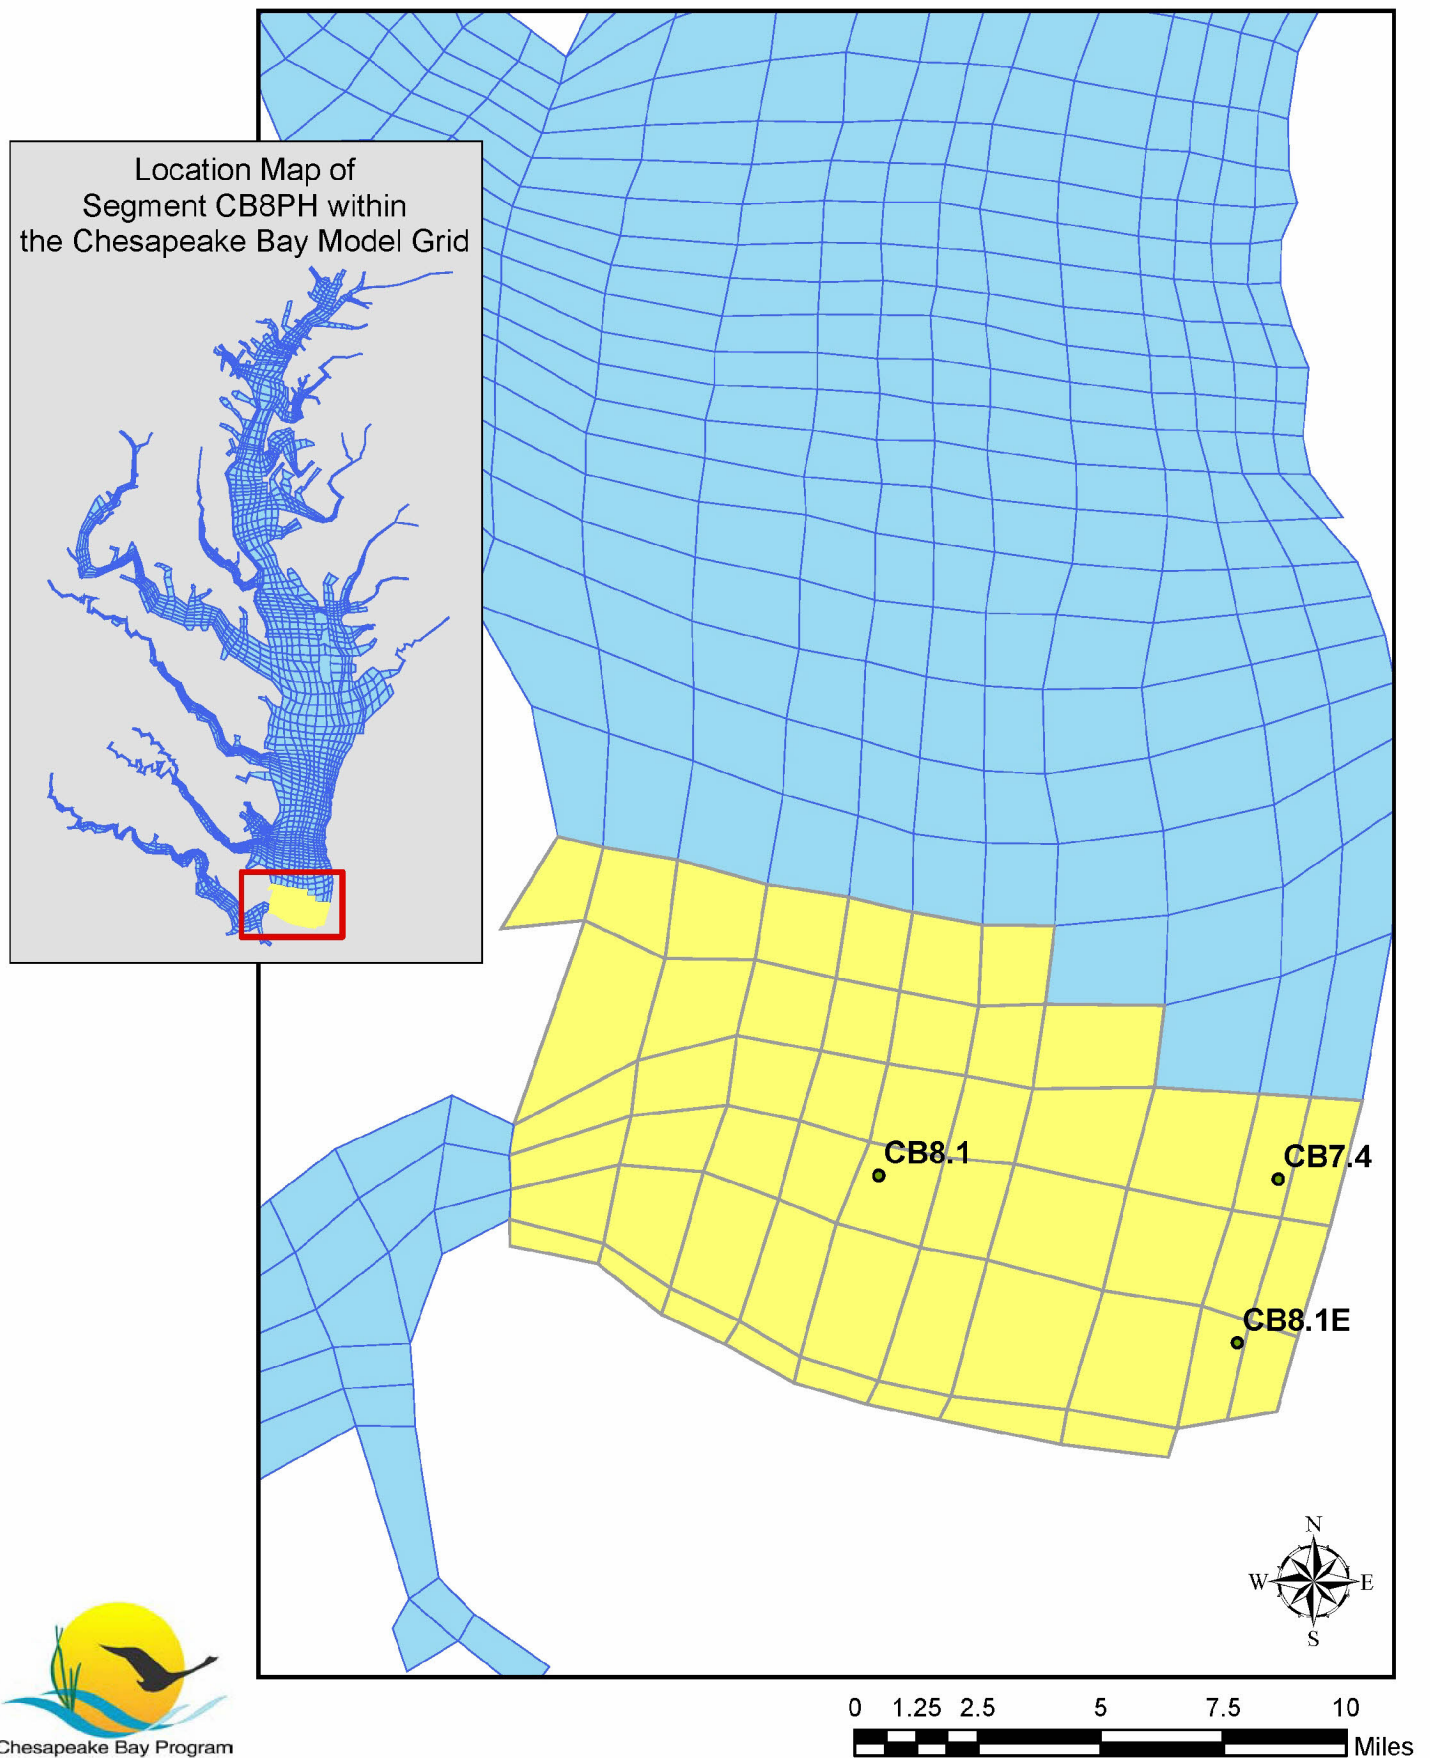 Location Map of
Segment CB8PH within
the Chesapeake Bay Model Grid
CB8.1
CB7.4
CB8.1E
N
W E
S
0 1.25 2.5 5 7.5 10
Miles
Chesapeake Bay Program